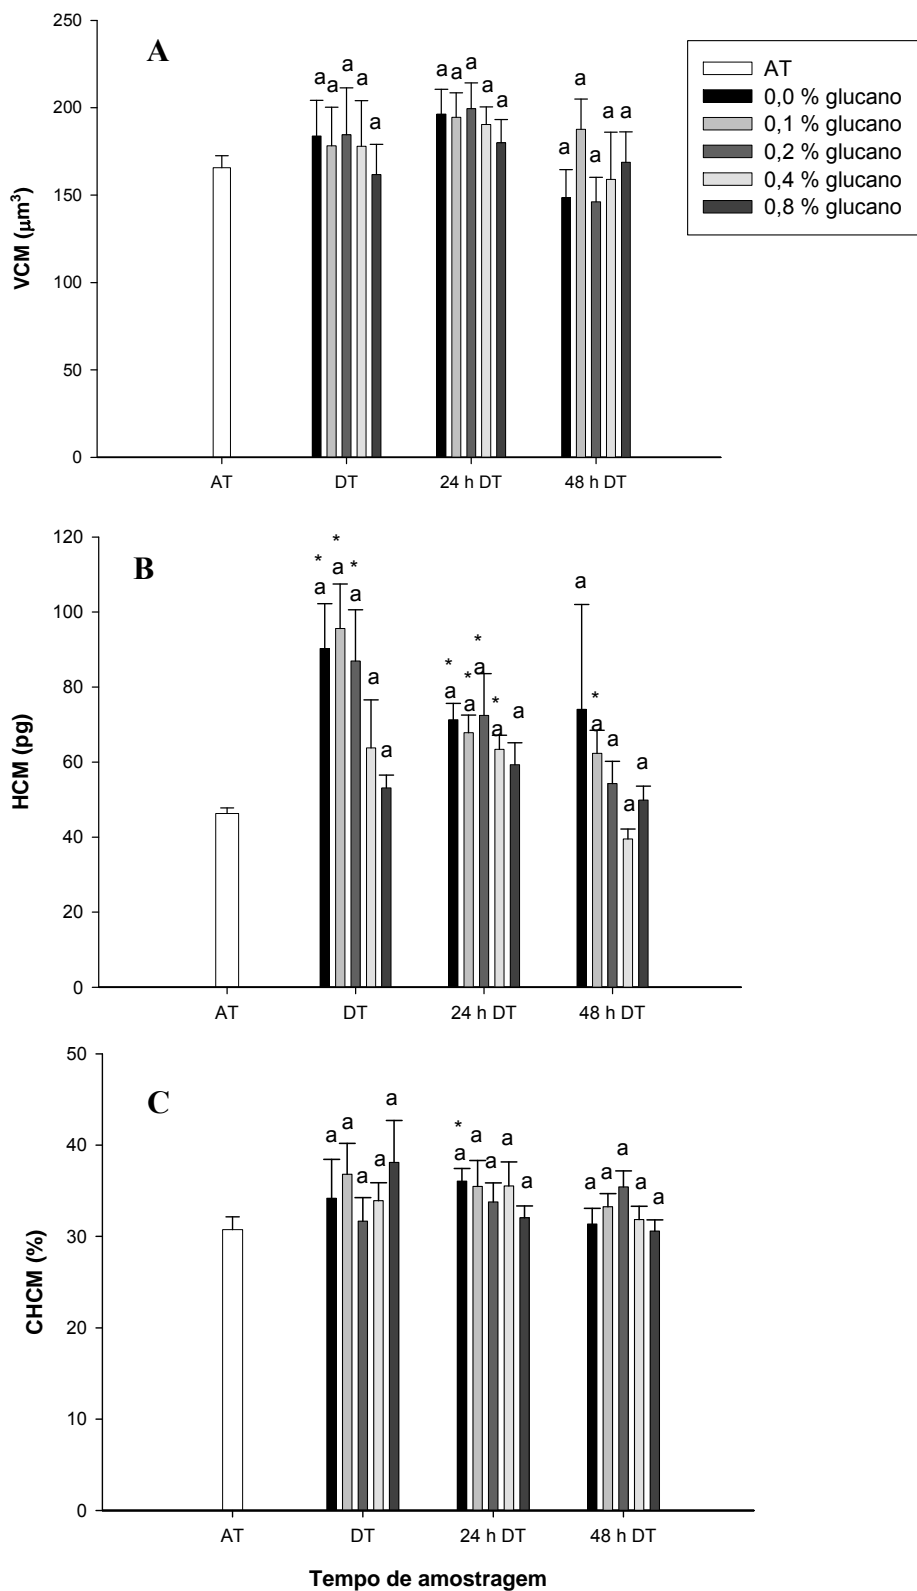 A
a a a a a
a a a a a
a a a a a
250
200
150
100
50
0
VCM (μm³)
AT DT 24 h DT 48 h DT
AT
0,0 % glucano
0,1 % glucano
0,2 % glucano
0,4 % glucano
0,8 % glucano
B
* * *
a a a a a
* * * *
a a a a a
*
a a a a a
120
100
80
60
40
20
0
HCM (pg)
AT DT 24 h DT 48 h DT
C
a a a a a
*
a a a a a
a a a a a
50
40
30
20
10
0
CHCM (%)
AT DT 24 h DT 48 h DT
Tempo de amostragem